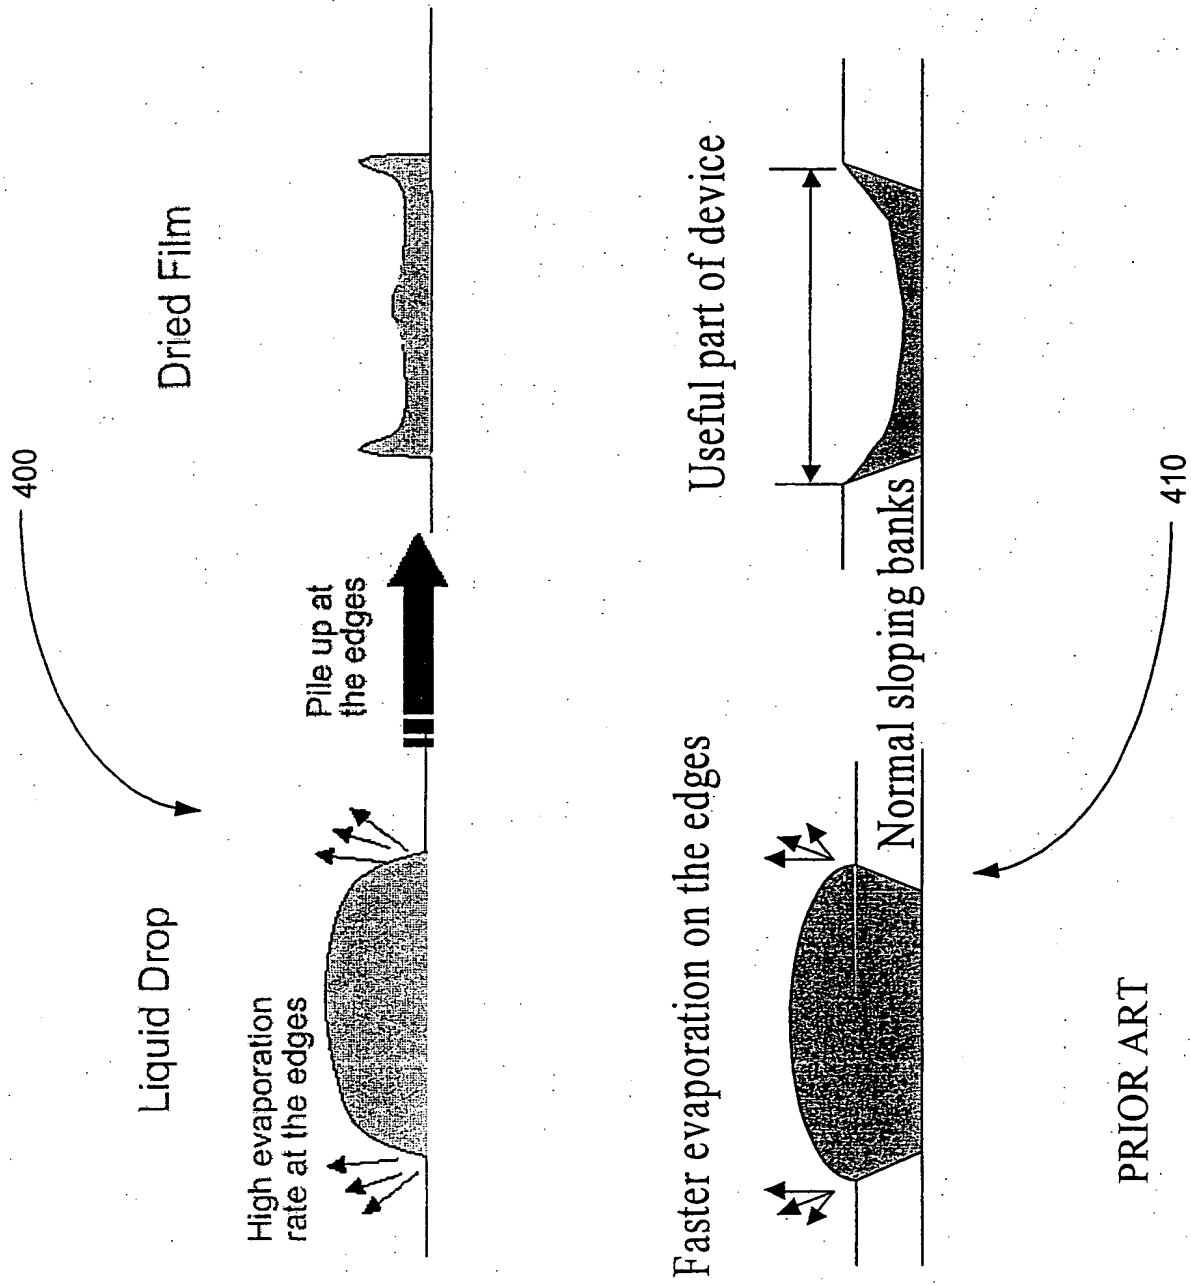 400
Liquid Drop
Dried Film
High evaporation
rate at the edges
Pile up at
the edges
Faster evaporation on the edges
Useful part of device
Normal sloping banks
PRIOR ART
410